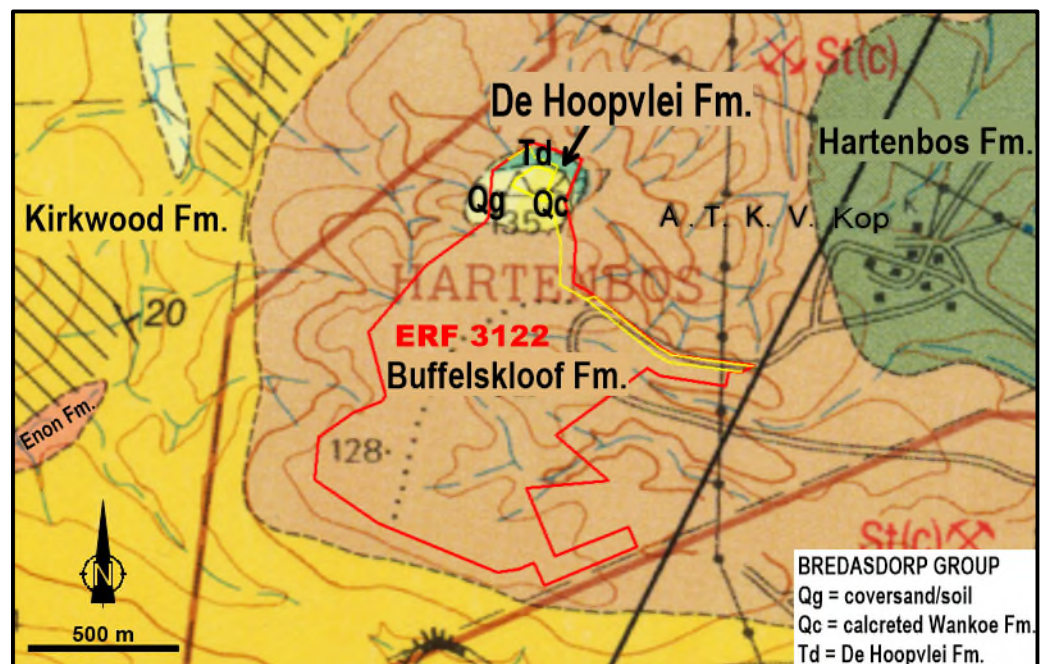 St(c)
De Hoopvlei Fm.
Hartenbos Fm.
Td
Qg
Qc
7
135
Kirkwood Fm.
A. T. K. V. Kop
K
HARTENBOS
20
ERF 3122
Buffelskloof Fm.
Enon Fm.
128
N
500 m
St(c)
BREDASDORP GROUP
Qg = coversand/soil
Qc = calcreted Wankoe Fm.
Td = De Hoopvlei Fm.